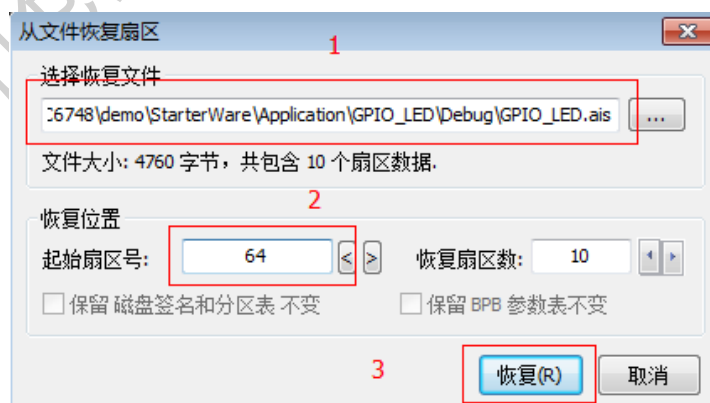 从文件恢复扇区
1
选择恢复文件
C6748\demo\StarterWare\Application\GPIO_LED\Debug\GPIO_LED.ais ...
文件大小: 4760 字节，共包含 10 个扇区数据.
2
恢复位置
起始扇区号: 64 < > 恢复扇区数: 10
保留 磁盘签名和分区表 不变 保留 BPB 参数表不变
3 恢复(R) 取消